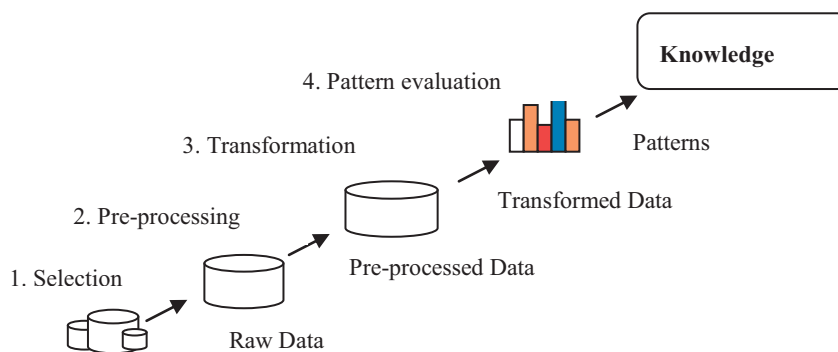 Knowledge
4. Pattern evaluation
Patterns
3. Transformation
Transformed Data
2. Pre-processing
Pre-processed Data
1. Selection
Raw Data